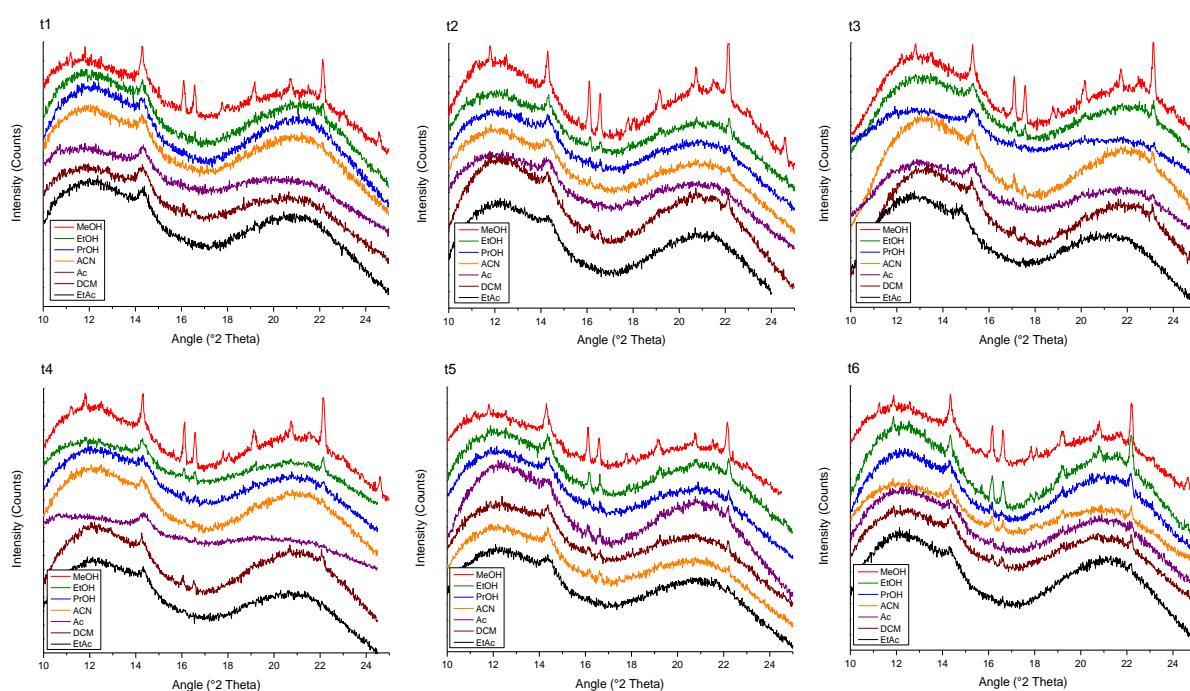 t1
Intensity (Counts)
MeOH
EtOH
PrOH
ACN
Ac
DCM
EtAc
10 12 14 16 18 20 22 24
Angle (°2 Theta)
t2
Intensity (Counts)
MeOH
EtOH
PrOH
ACN
Ac
DCM
EtAc
10 12 14 16 18 20 22 24
Angle (°2 Theta)
t3
Intensity (Counts)
MeOH
EtOH
PrOH
ACN
Ac
DCM
EtAc
10 12 14 16 18 20 22 24
Angle (°2 Theta)
t4
Intensity (Counts)
MeOH
EtOH
PrOH
ACN
Ac
DCM
EtAc
10 12 14 16 18 20 22 24
Angle (°2 Theta)
t5
Intensity (Counts)
MeOH
EtOH
PrOH
ACN
Ac
DCM
EtAc
10 12 14 16 18 20 22 24
Angle (°2 Theta)
t6
Intensity (Counts)
MeOH
EtOH
PrOH
ACN
Ac
DCM
EtAc
10 12 14 16 18 20 22 24
Angle (°2 Theta)